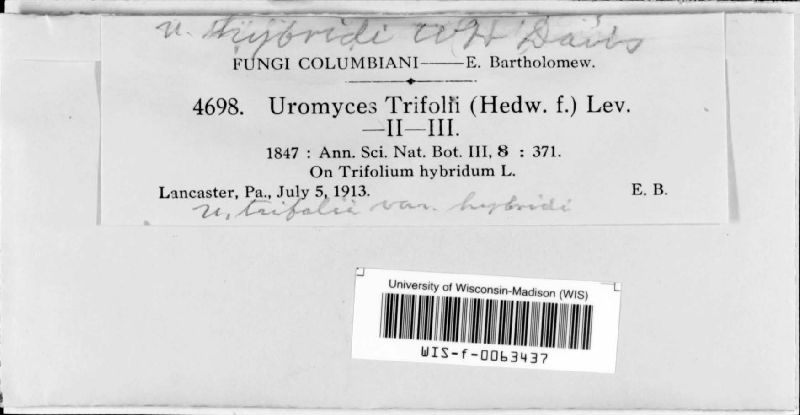 U. hybridi W H Davis
FUNGI COLUMBIANI——E. Bartholomew.
4698. Uromyces Trifolii (Hedw. f.) Lev.
—II—III.
1847 : Ann. Sci. Nat. Bot. III, 8 : 371.
On Trifolium hybridum L.
Lancaster, Pa., July 5, 1913. E. B.
U. trifolii var. hybridi
University of Wisconsin-Madison (WIS)
WIS-f-0063437